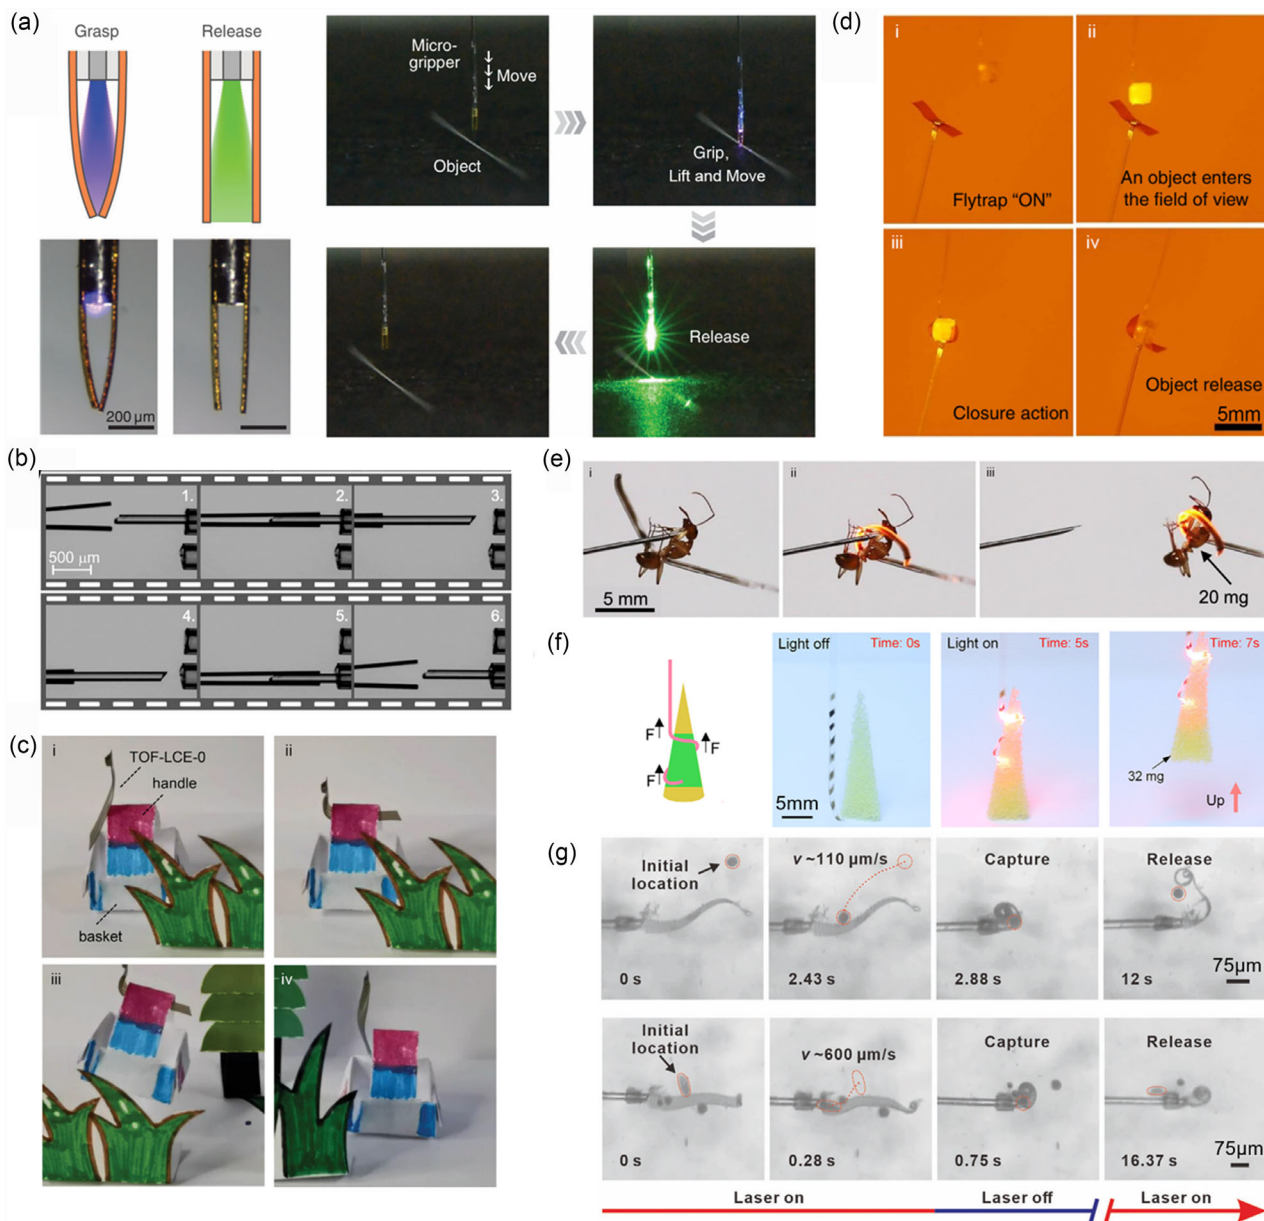 (a)
Grasp
Release
200 μm
Micro-
gripper
Move
Object
Grip,
Lift and Move
Release
(d)
i
ii
Flytrap “ON”
An object enters
the field of view
iii
iv
Closure action
Object release
5mm
(b)
1.
2.
3.
500 μm
4.
5.
6.
(c)
i
TOF-LCE-0
handle
basket
ii
iii
iv
(e)
i
ii
iii
5 mm
20 mg
(f)
F
F
F
Light off
Time: 0s
5mm
Light on
Time: 5s
Time: 7s
32 mg
Up
(g)
Initial
location
0 s
v ~110 μm/s
2.43 s
Capture
2.88 s
Release
12 s
75μm
Initial
location
0 s
v ~600 μm/s
0.28 s
Capture
0.75 s
Release
16.37 s
75μm
Laser on
Laser off
Laser on